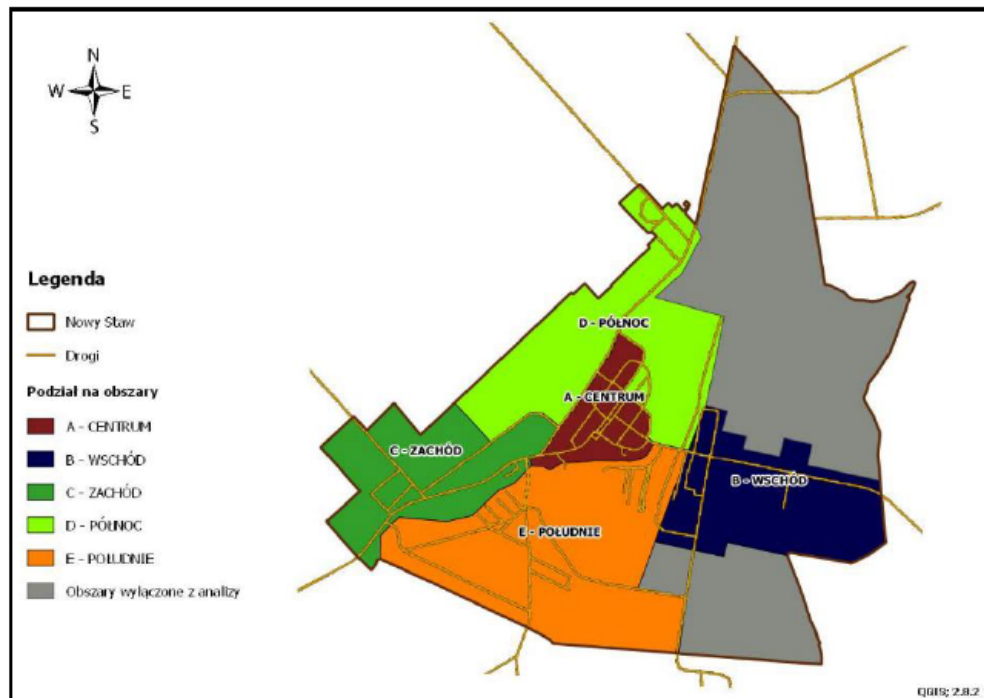 N
W E
S
Legenda
Nowy Staw
Drogi
Podział na obszary
A - CENTRUM
B - WSCHÓD
C - ZACHÓD
D - PÓŁNOC
E - POŁUDNIE
Obszary wyłączone z analizy
D - PÓŁNOC
A - CENTRUM
C - ZACHÓD
B - WSCHÓD
E - POŁUDNIE
QGIS; 2.8.2